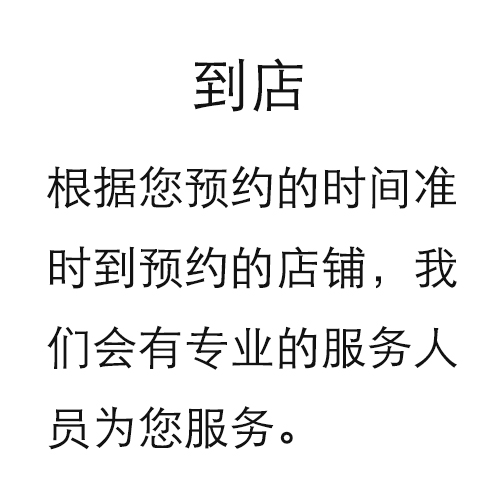 到店
根据您预约的时间准
时到预约的店铺，我
们会有专业的服务人
员为您服务。